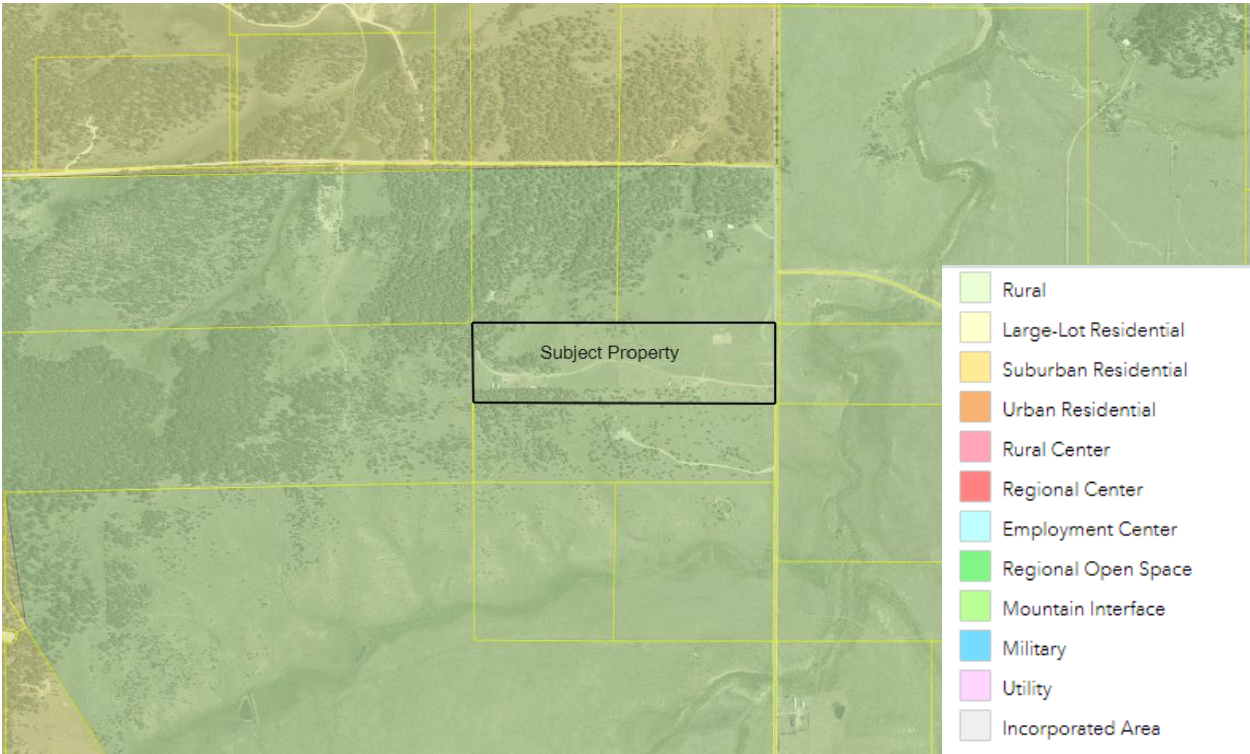 Subject Property
Rural
Large-Lot Residential
Suburban Residential
Urban Residential
Rural Center
Regional Center
Employment Center
Regional Open Space
Mountain Interface
Military
Utility
Incorporated Area